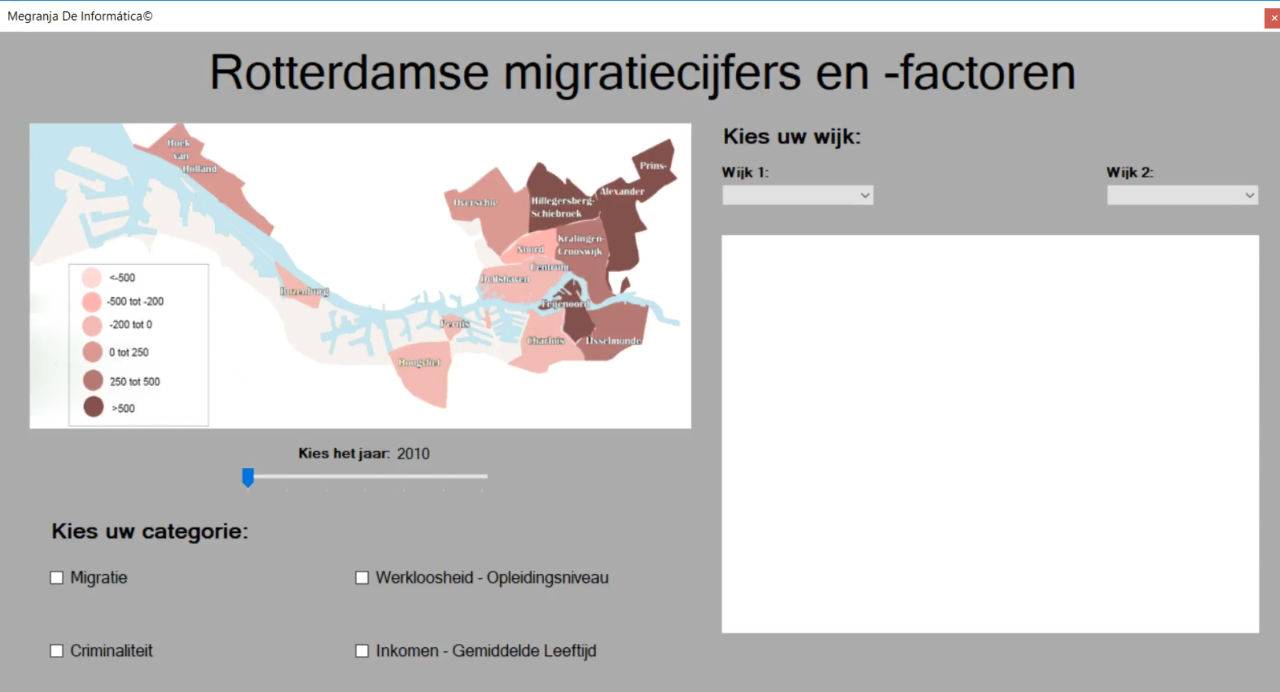 Megranja De Informática©
Rotterdamse migratiecijfers en -factoren
Hoek
van
Holland
Prins-
Alexander
Overschie
Hillegersberg-
Schiebroek
Kralingen-
Crooswijk
Noord
Centrum
Delfshaven
Rozenburg
Feijenoord
Pernis
Charlois
IJsselmonde
Hoogvliet
<-500
-500 tot -200
-200 tot 0
0 tot 250
250 tot 500
>500
Kies het jaar: 2010
Kies uw categorie:
Migratie
Werkloosheid - Opleidingsniveau
Criminaliteit
Inkomen - Gemiddelde Leeftijd
Kies uw wijk:
Wijk 1:
Wijk 2: